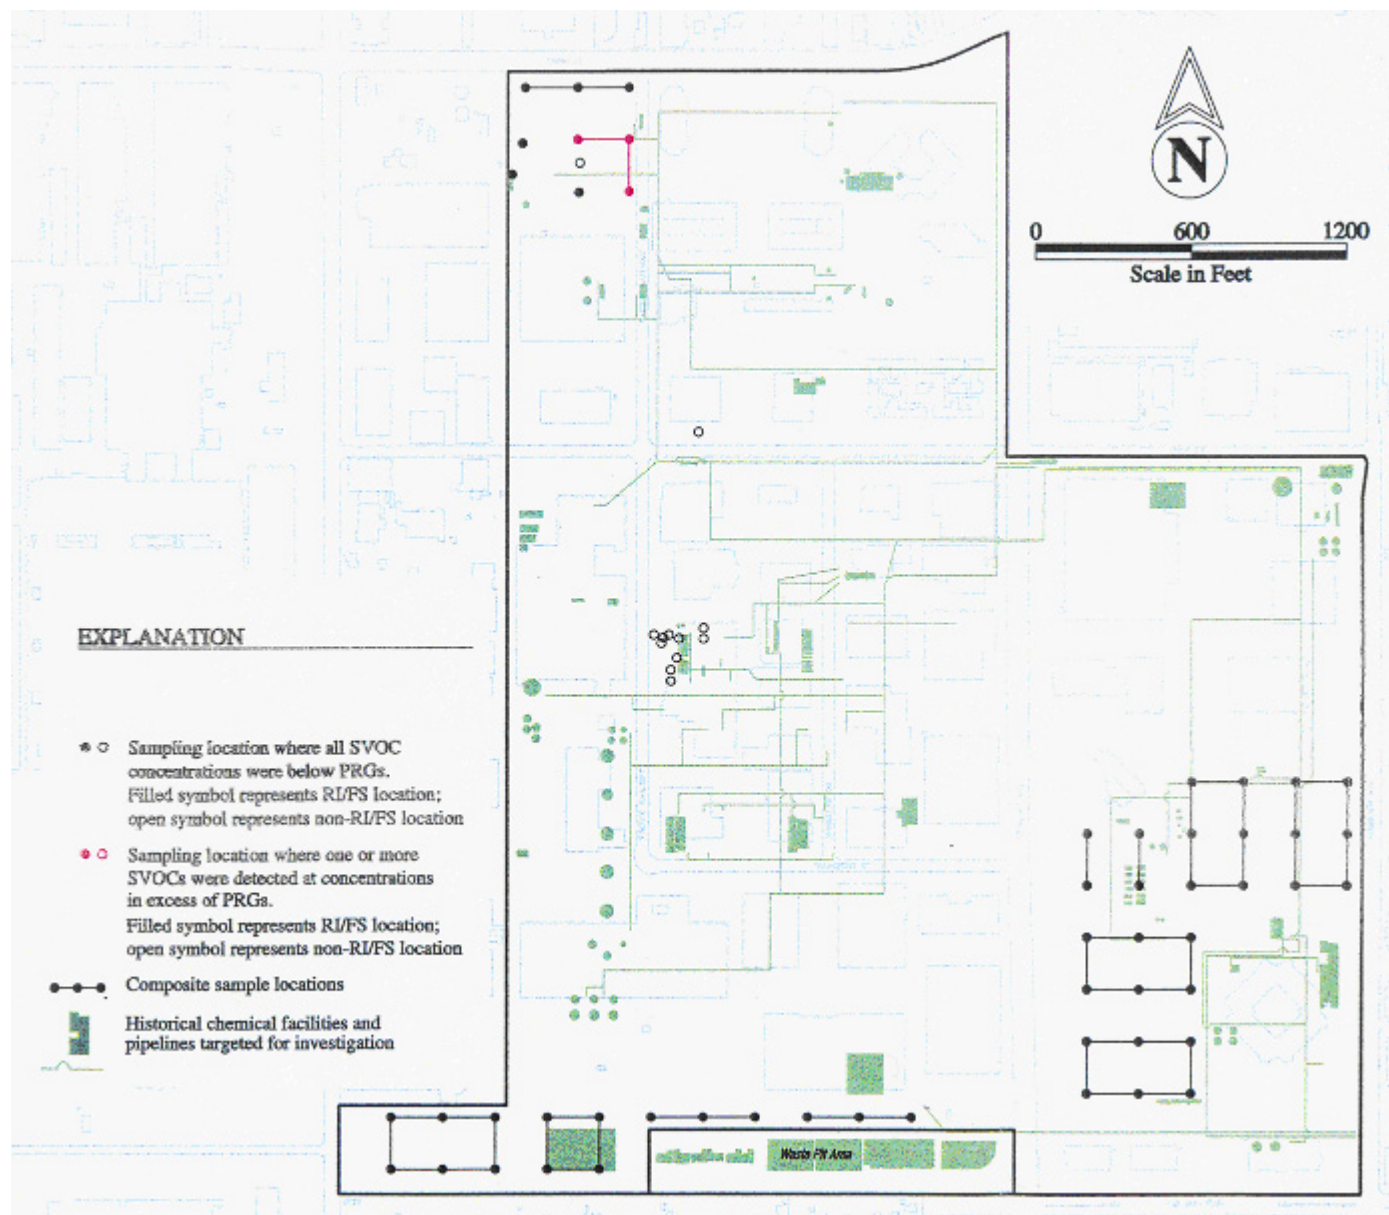 N
0 600 1200
Scale in Feet
EXPLANATION
Sampling location where all SVOC
concentrations were below PRGs.
Filled symbol represents RI/FS location;
open symbol represents non-RI/FS location
Sampling location where one or more
SVOCs were detected at concentrations
in excess of PRGs.
Filled symbol represents RI/FS location;
open symbol represents non-RI/FS location
Composite sample locations
Historical chemical facilities and
pipelines targeted for investigation
Waste Pit Area